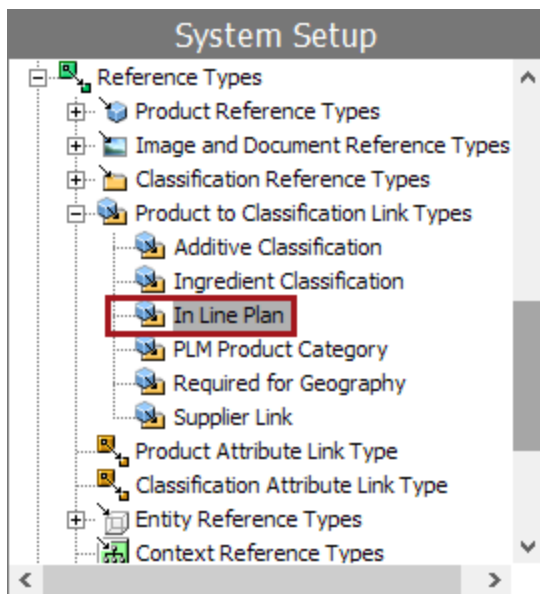 System Setup
Reference Types
Product Reference Types
Image and Document Reference Types
Classification Reference Types
Product to Classification Link Types
Additive Classification
Ingredient Classification
In Line Plan
PLM Product Category
Required for Geography
Supplier Link
Product Attribute Link Type
Classification Attribute Link Type
Entity Reference Types
Context Reference Types